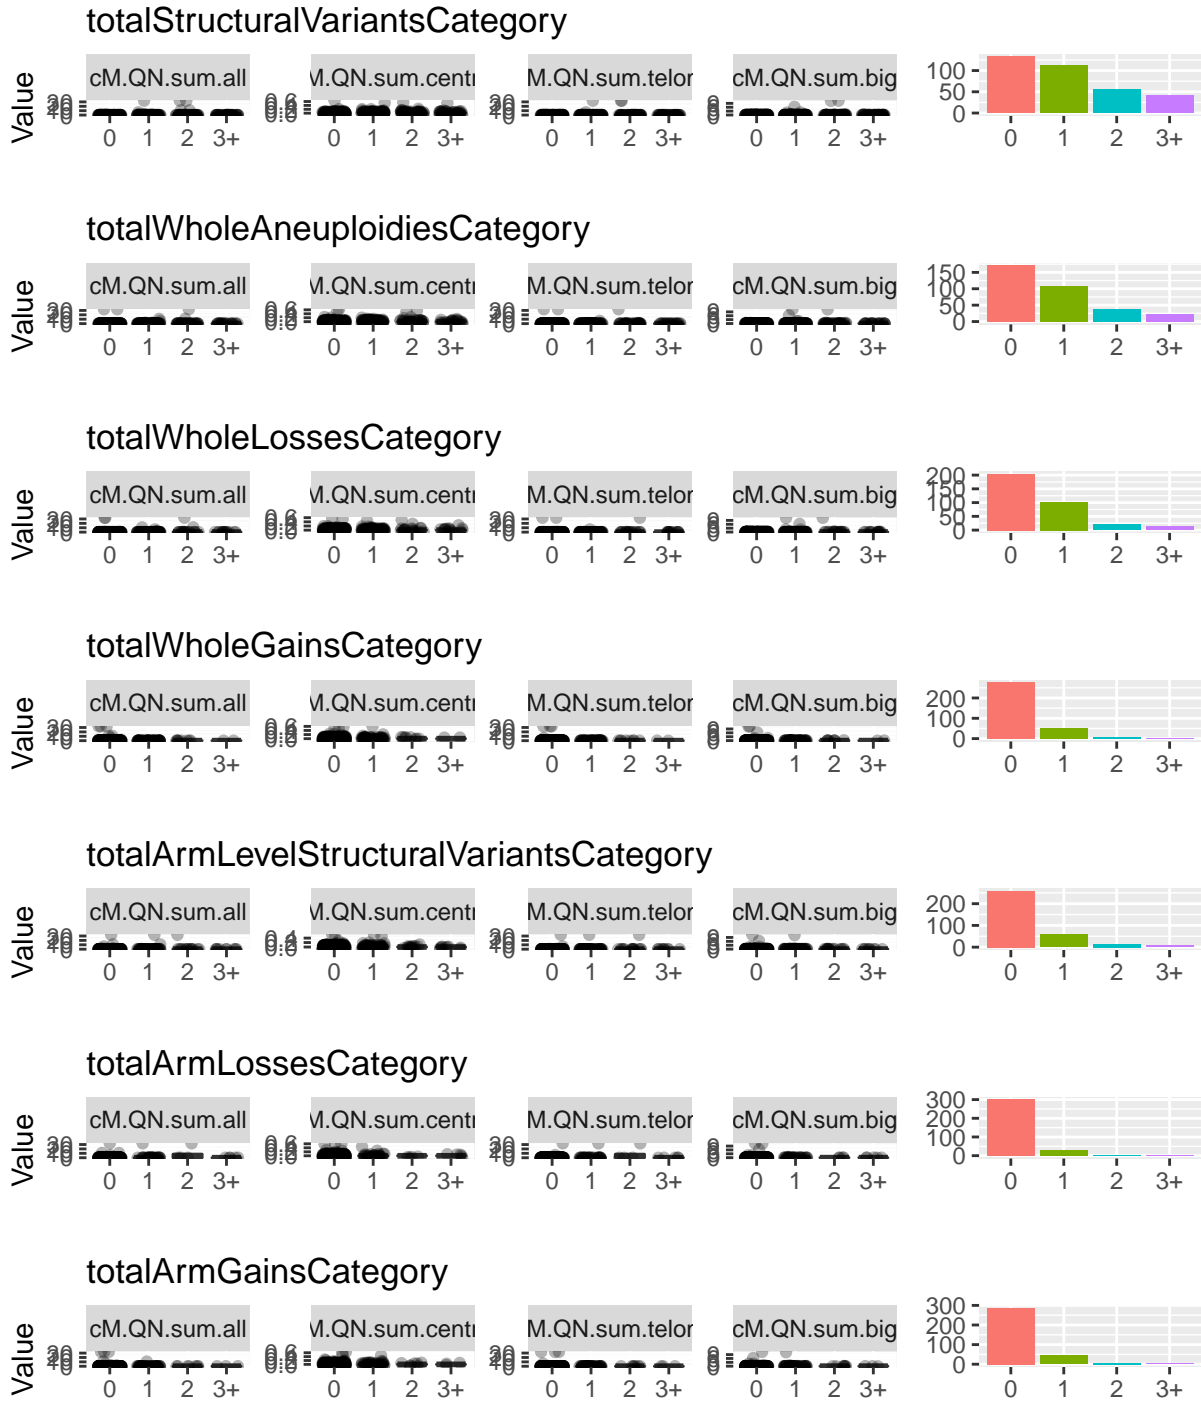 totalStructuralVariantsCategory
Value
cM.QN.sum.all
M.QN.sum.centr
M.QN.sum.telor
cM.QN.sum.big
100
50
0
0 1 2 3+
0 1 2 3+
0 1 2 3+
0 1 2 3+
0 1 2 3+
totalWholeAneuploidiesCategory
Value
cM.QN.sum.all
M.QN.sum.centr
M.QN.sum.telor
cM.QN.sum.big
150
100
50
0
0 1 2 3+
0 1 2 3+
0 1 2 3+
0 1 2 3+
0 1 2 3+
totalWholeLossesCategory
Value
cM.QN.sum.all
M.QN.sum.centr
M.QN.sum.telor
cM.QN.sum.big
200
150
100
50
0
0 1 2 3+
0 1 2 3+
0 1 2 3+
0 1 2 3+
0 1 2 3+
totalWholeGainsCategory
Value
cM.QN.sum.all
M.QN.sum.centr
M.QN.sum.telor
cM.QN.sum.big
200
100
0
0 1 2 3+
0 1 2 3+
0 1 2 3+
0 1 2 3+
0 1 2 3+
totalArmLevelStructuralVariantsCategory
Value
cM.QN.sum.all
M.QN.sum.centr
M.QN.sum.telor
cM.QN.sum.big
200
100
0
0 1 2 3+
0 1 2 3+
0 1 2 3+
0 1 2 3+
0 1 2 3+
totalArmLossesCategory
Value
cM.QN.sum.all
M.QN.sum.centr
M.QN.sum.telor
cM.QN.sum.big
300
200
100
0
0 1 2 3+
0 1 2 3+
0 1 2 3+
0 1 2 3+
0 1 2 3+
totalArmGainsCategory
Value
cM.QN.sum.all
M.QN.sum.centr
M.QN.sum.telor
cM.QN.sum.big
300
200
100
0
0 1 2 3+
0 1 2 3+
0 1 2 3+
0 1 2 3+
0 1 2 3+